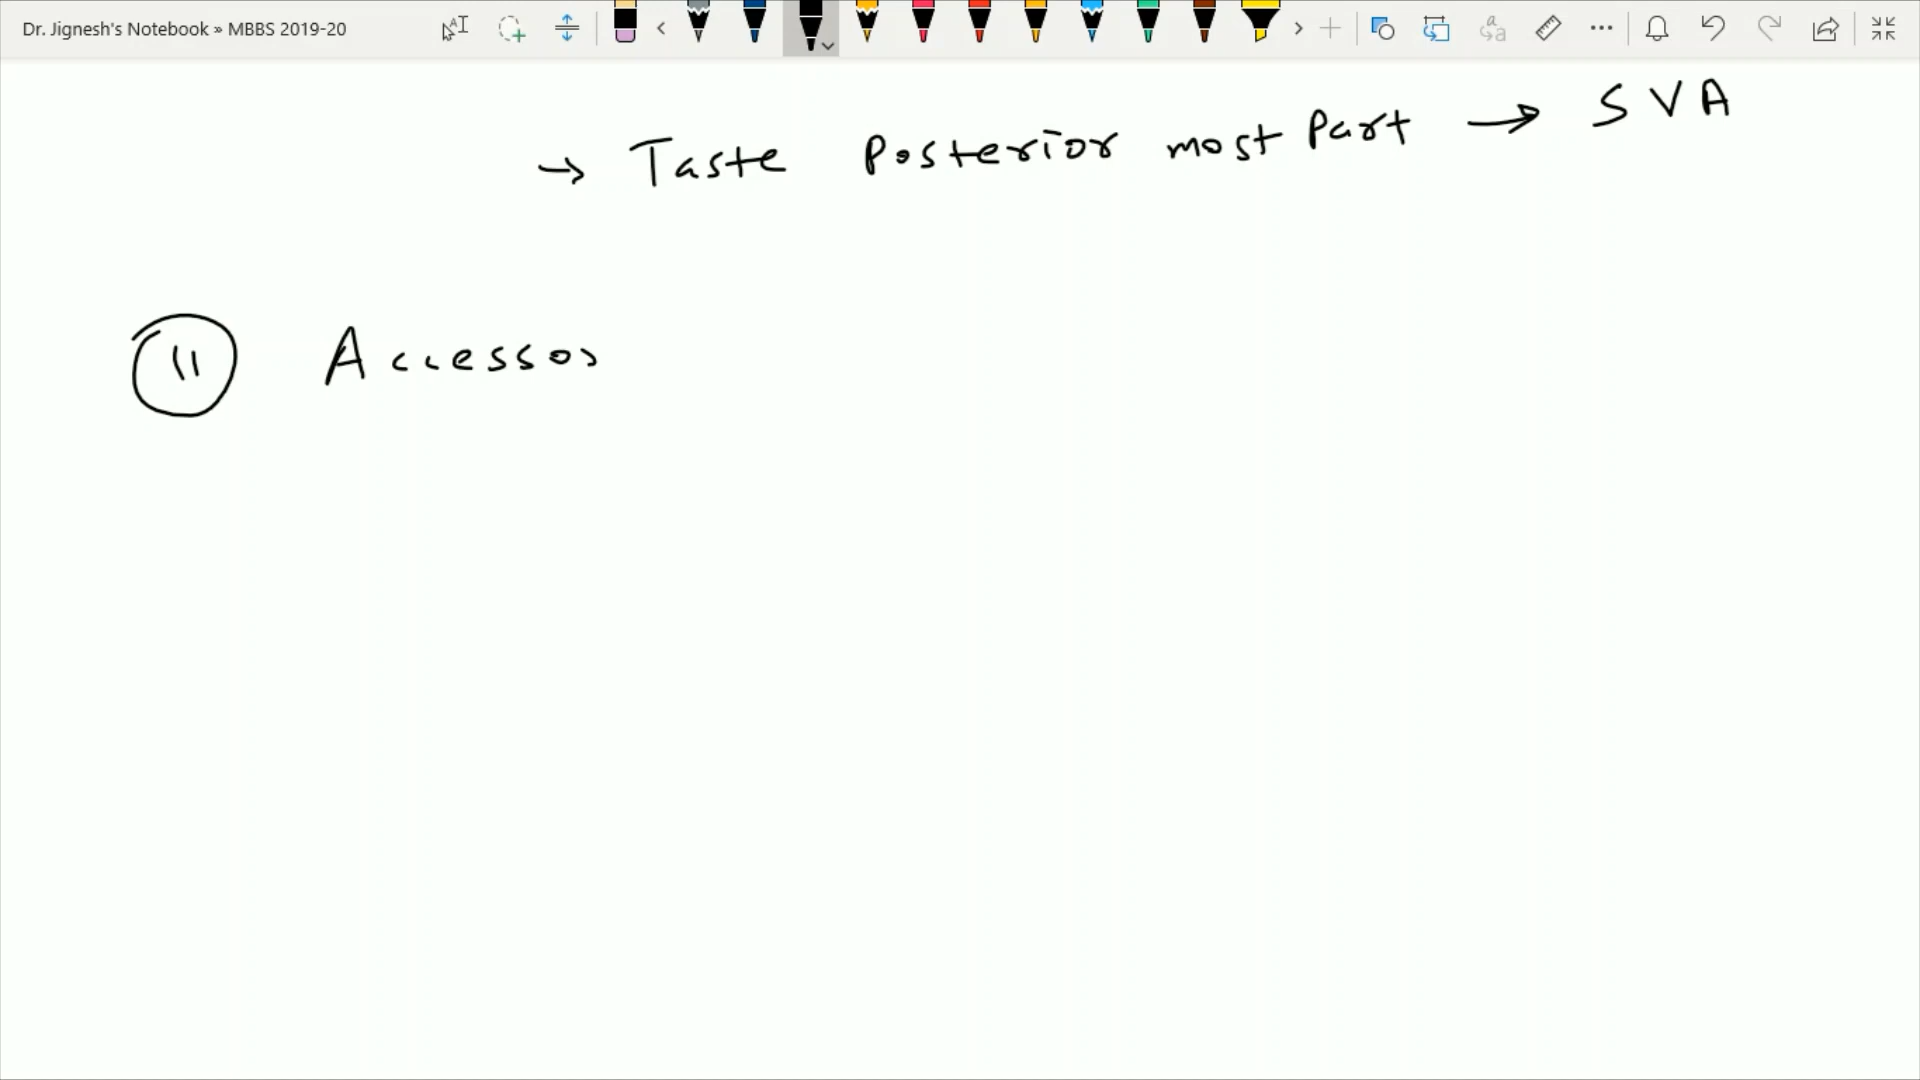 Dr. Jignesh's Notebook » MBBS 2019-20
→ Taste Posterior most Part → SVA
11 Accessor